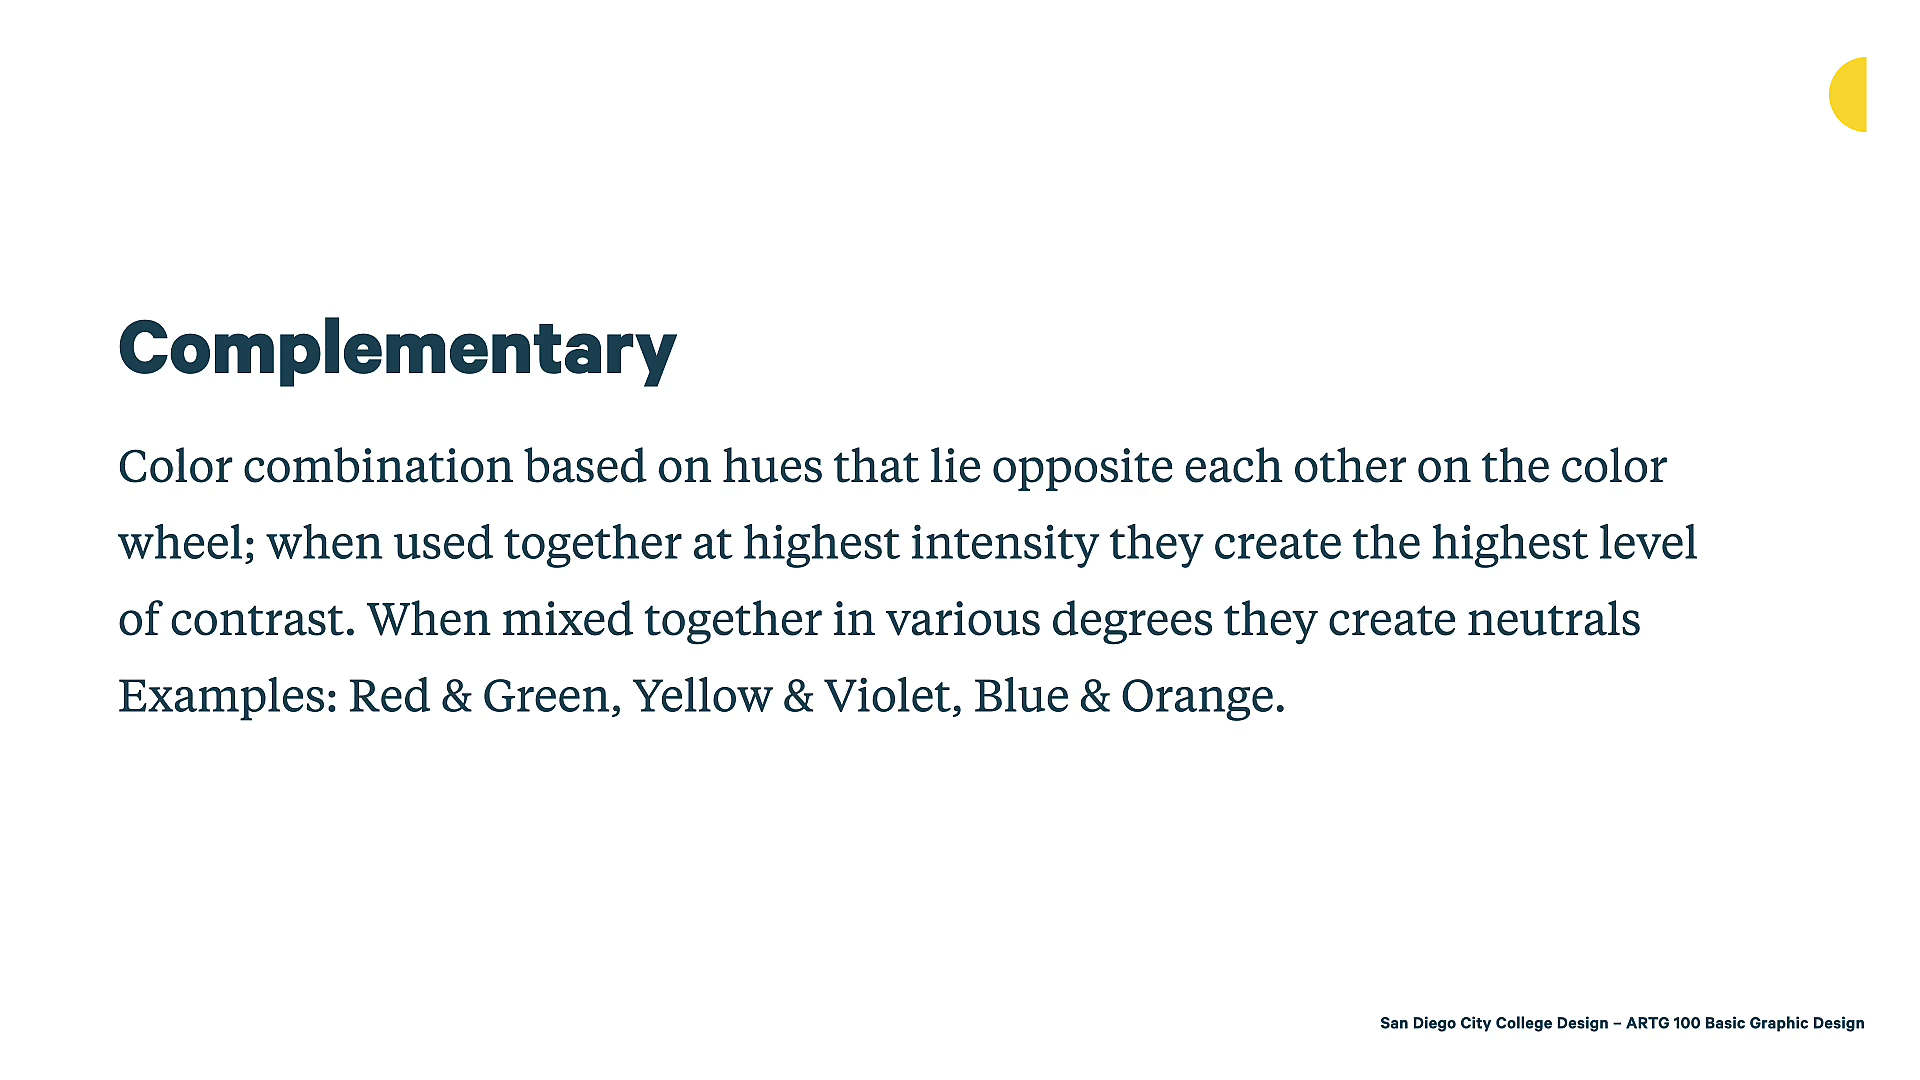 Complementary
Color combination based on hues that lie opposite each other on the color
wheel; when used together at highest intensity they create the highest level
of contrast. When mixed together in various degrees they create neutrals
Examples: Red & Green, Yellow & Violet, Blue & Orange.
San Diego City College Design – ARTG 100 Basic Graphic Design